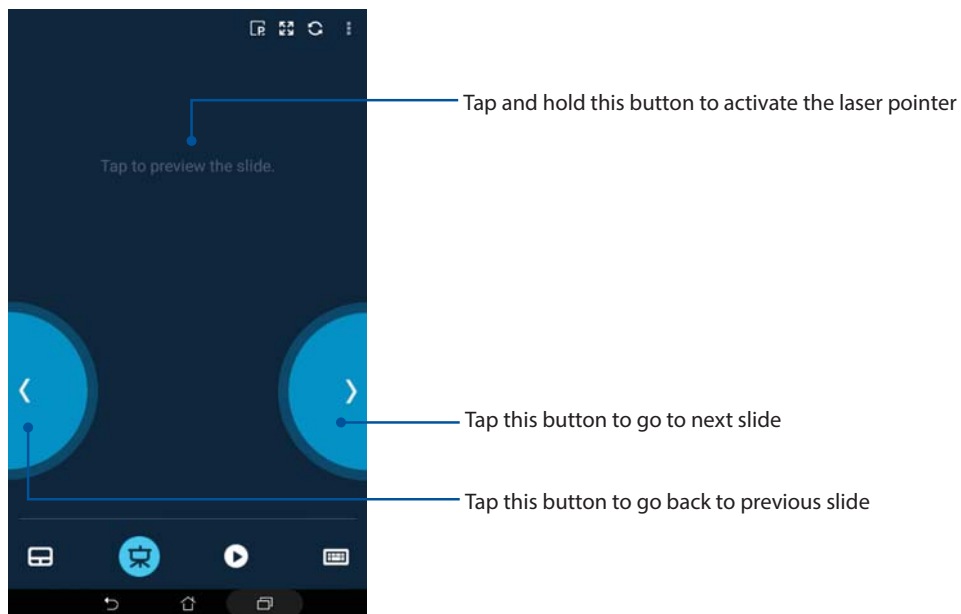 Tap and hold this button to activate the laser pointer
Tap to preview the slide.
Tap this button to go to next slide
Tap this button to go back to previous slide